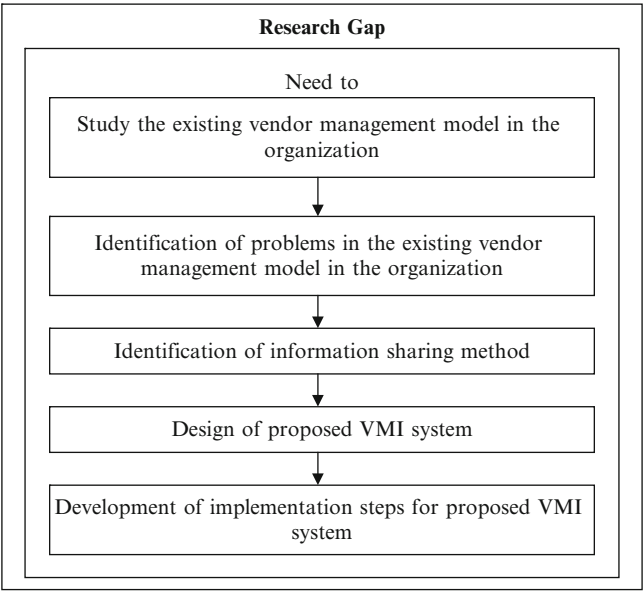 Research Gap
Need to
Study the existing vendor management model in the
organization
Identification of problems in the existing vendor
management model in the organization
Identification of information sharing method
Design of proposed VMI system
Development of implementation steps for proposed VMI
system